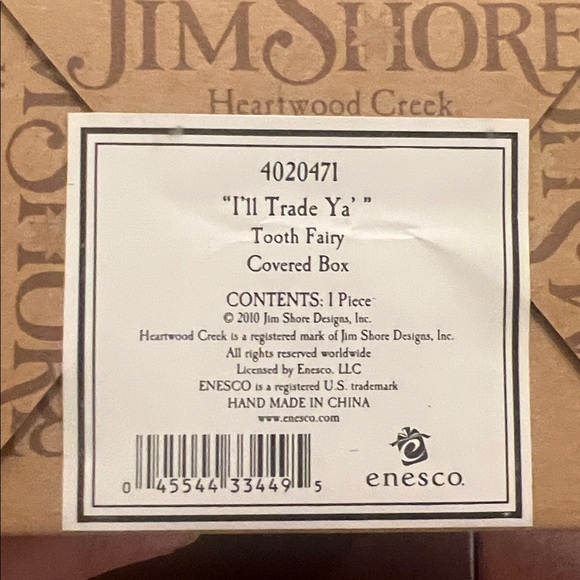 JIM SHORE
Heartwood Creek
4020471
"I'll Trade Ya' "
Tooth Fairy
Covered Box
CONTENTS: 1 Piece
© 2010 Jim Shore Designs, Inc.
Heartwood Creek is a registered mark of Jim Shore Designs, Inc.
All rights reserved worldwide
Licensed by Enesco, LLC
ENESCO is a registered U.S. trademark
HAND MADE IN CHINA
www.enesco.com
0 45544 33449 5
enesco.